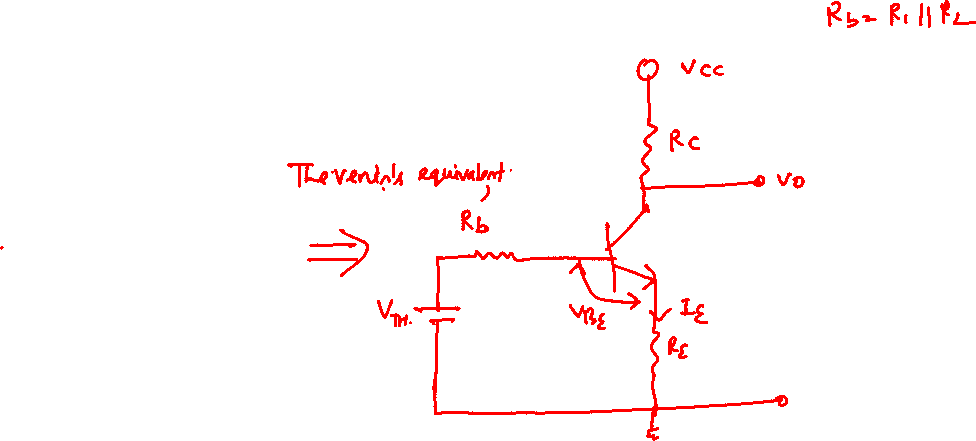 Rb = R1 || R2
VCC
RC
Thevenin's equivalent
VO
Rb
VTH.
VBE
IE
RE
E